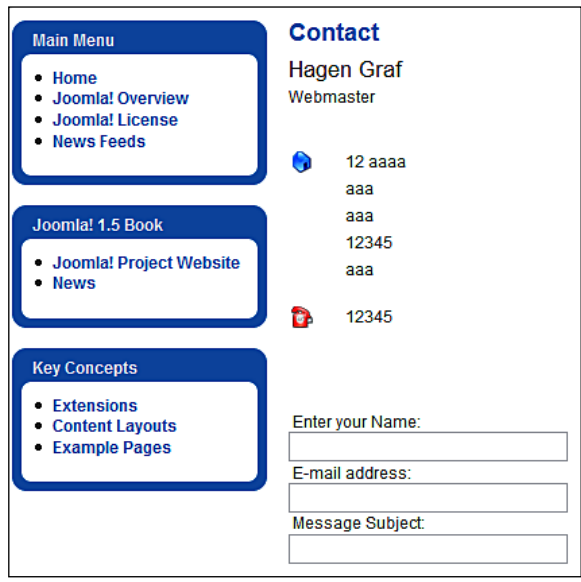 Main Menu
Home
Joomla! Overview
Joomla! License
News Feeds
Joomla! 1.5 Book
Joomla! Project Website
News
Key Concepts
Extensions
Content Layouts
Example Pages
Contact
Hagen Graf
Webmaster
12 aaaa
aaa
aaa
12345
aaa
12345
Enter your Name:
E-mail address:
Message Subject: